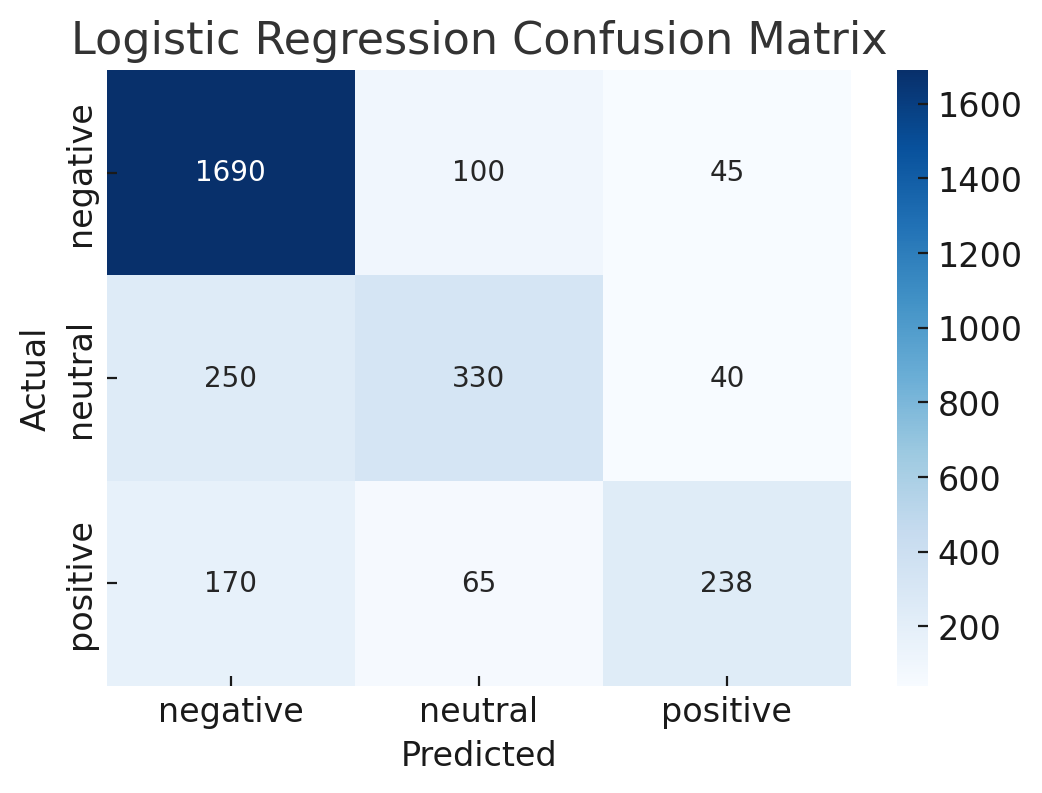 Logistic Regression Confusion Matrix
negative
1690
100
45
neutral
250
330
40
positive
170
65
238
Actual
negative
neutral
positive
Predicted
1600
1400
1200
1000
800
600
400
200